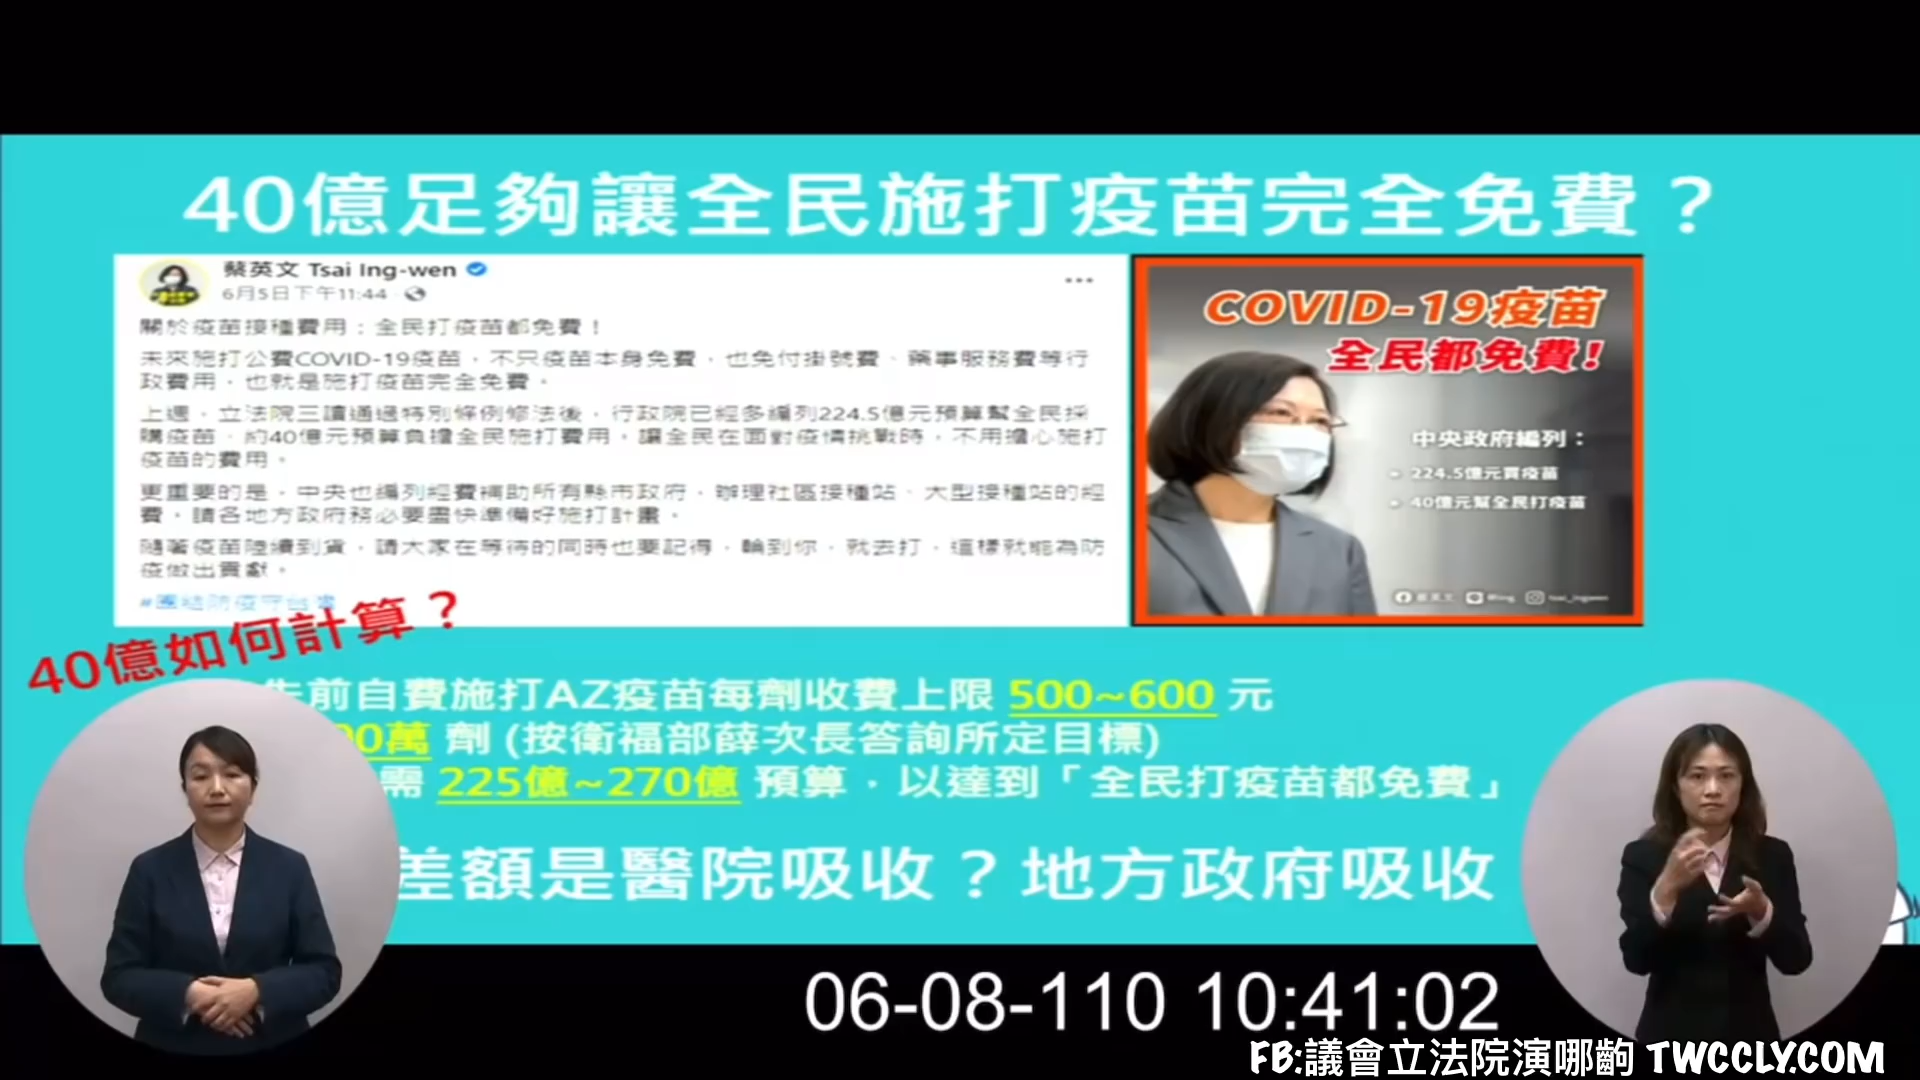 40億足夠讓全民施打疫苗完全免費？
蔡英文 Tsai Ing-wen
6月5日下午11:44
關於疫苗接種費用：全民打疫苗都免費！
未來施打公費COVID-19疫苗，不只疫苗本身免費，也免付掛號費、藥事服務費等行
政費用，也就是施打疫苗完全免費。
上週，立法院三讀通過特別條例修法後，行政院已經多編列224.5億元預算幫全民採
購疫苗，約40億元預算負擔全民施打費用，讓全民在面對疫情挑戰時，不用擔心施打
疫苗的費用。
更重要的是，中央也編列經費補助所有縣市政府，辦理社區接種站、大型接種站的經
費，請各地方政府務必要盡快準備好施打計畫。
隨著疫苗陸續到貨，請大家在等待的同時也要記得，輪到你，就去打，這樣就能為防
疫做出貢獻。
#團結防疫守台灣
COVID-19疫苗
全民都免費！
中央政府編列：
224.5億元買疫苗
40億元幫全民打疫苗
蔡英文
tsai_ingwen
40億如何計算？
先前自費施打AZ疫苗每劑收費上限 500~600 元
00萬 劑 (按衛福部薛次長答詢所定目標)
需 225億~270億 預算，以達到「全民打疫苗都免費」
差額是醫院吸收？地方政府吸收
06-08-110 10:41:02
FB:議會立法院演哪齣 TWCCLY.COM